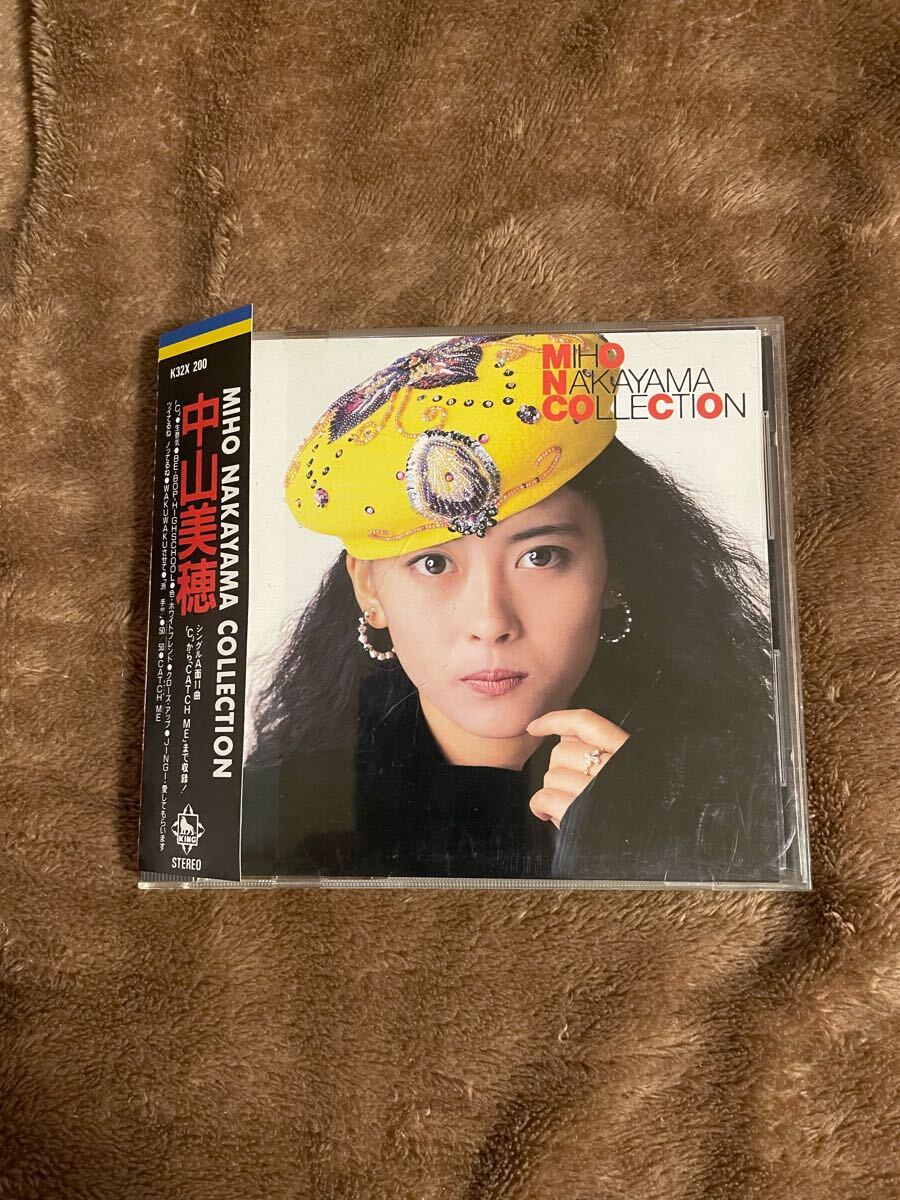 K32X 200
MIHO NAKAYAMA COLLECTION
中山美穂
シングルA面11曲
「C」から「CATCH ME」まで収録！
「C」●生意気●BE-BOP-HIGHSCHOOL●色・ホワイトブレンド●クローズ・アップ●JINGI・愛してもらいます
ツイてるね ノッてるね●WAKUWAKUさせて●「派手!!!」●50/50●CATCH ME
KING
STEREO
MIHO
NAKAYAMA
COLLECTION